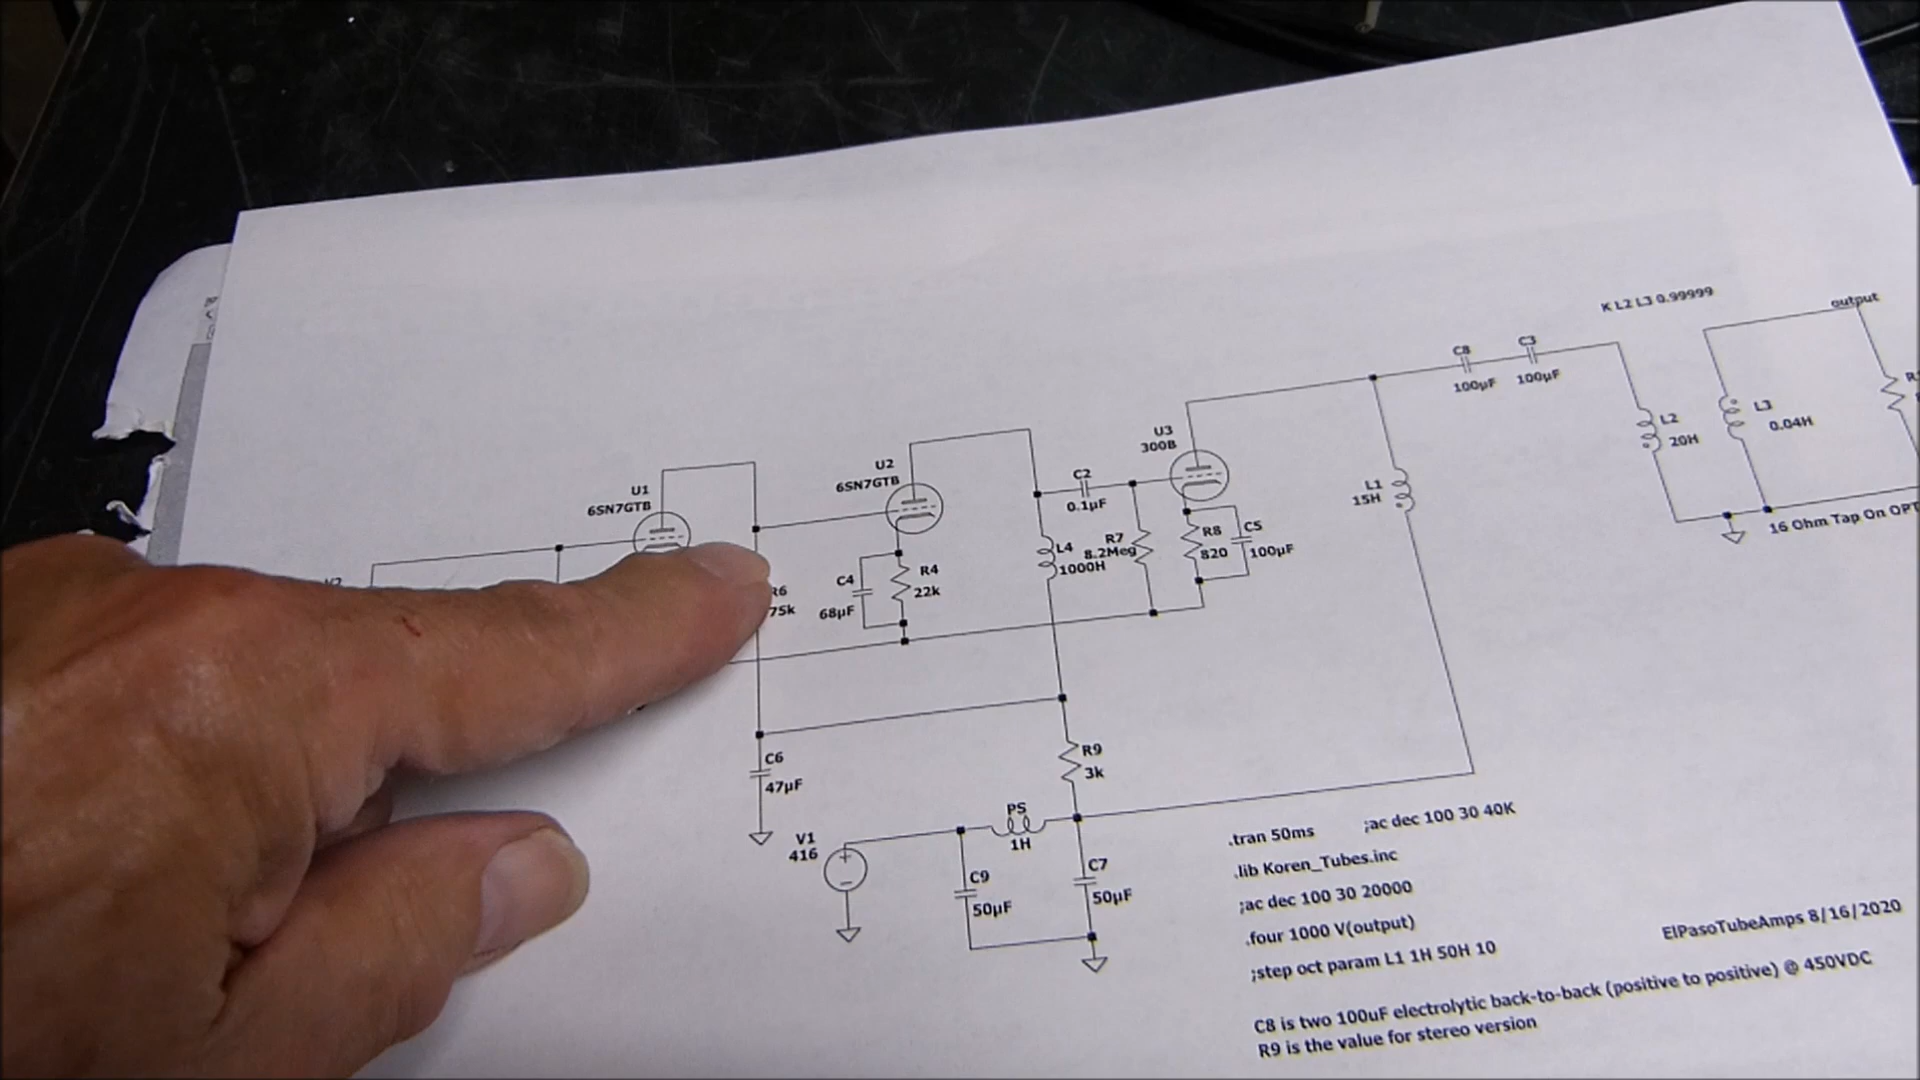 K L2 L3 0.99999
output
C8
100µF
C3
100µF
L2
20H
L3
0.04H
16 Ohm Tap On OPT
U1
6SN7GTB
U2
6SN7GTB
U3
300B
C2
0.1µF
L1
15H
R7
8.2Meg
R8
820
C5
100µF
L4
1000H
C4
68µF
R4
22k
75k
C6
47µF
R9
3k
PS
1H
V1
416
C9
50µF
C7
50µF
.tran 50ms ;ac dec 100 30 40K
.lib Koren_Tubes.inc
;ac dec 100 30 20000
.four 1000 V(output)
;step oct param L1 1H 50H 10
ElPasoTubeAmps 8/16/2020
C8 is two 100uF electrolytic back-to-back (positive to positive) @ 450VDC
R9 is the value for stereo version